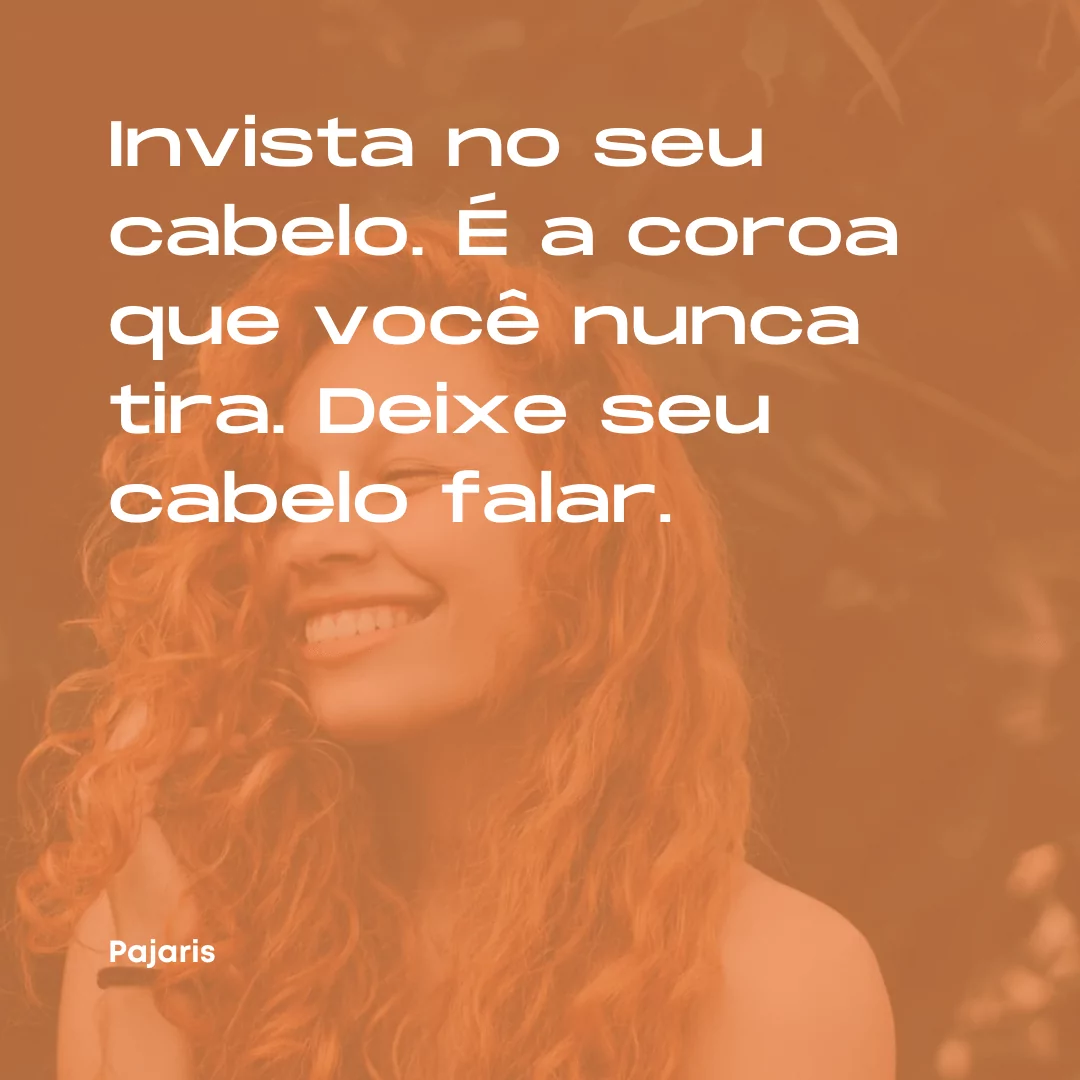 Invista no seu
cabelo. É a coroa
que você nunca
tira. Deixe seu
cabelo falar.
Pajaris